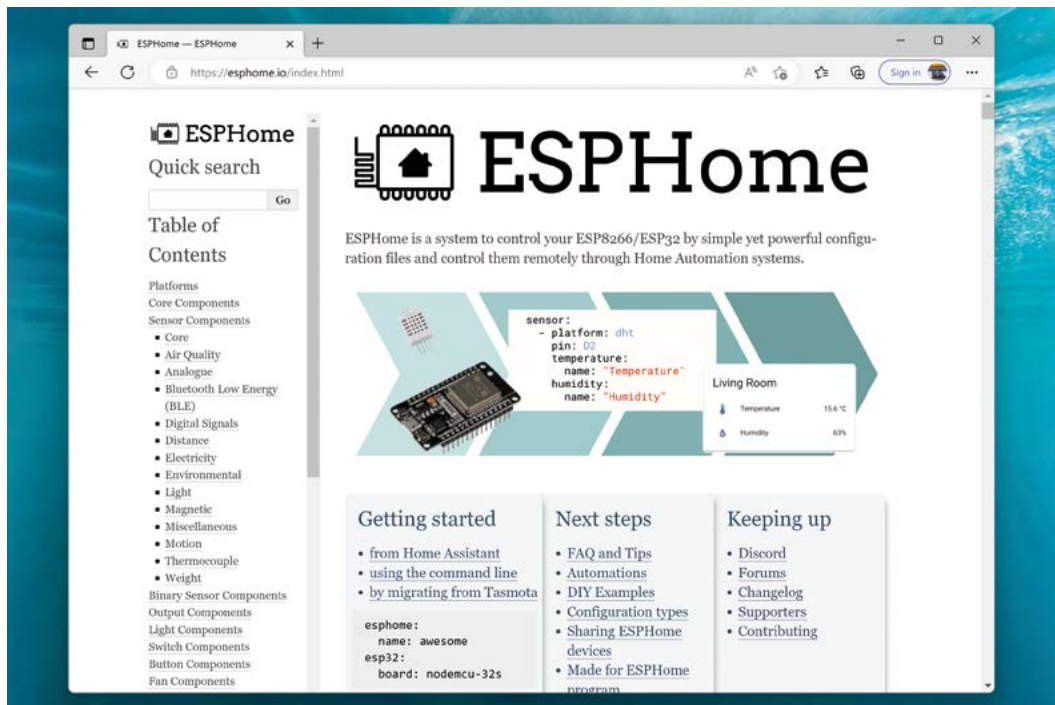 ESPHome — ESPHome
https://esphome.io/index.html
Sign in
ESPHome
Quick search
Go
Table of
Contents
Platforms
Core Components
Sensor Components
Core
Air Quality
Analogue
Bluetooth Low Energy
(BLE)
Digital Signals
Distance
Electricity
Environmental
Light
Magnetic
Miscellaneous
Motion
Thermocouple
Weight
Binary Sensor Components
Output Components
Light Components
Switch Components
Button Components
Fan Components
ESPHome
ESPHome is a system to control your ESP8266/ESP32 by simple yet powerful configu-
ration files and control them remotely through Home Automation systems.
sensor:
- platform: dht
pin: D2
temperature:
name: "Temperature"
humidity:
name: "Humidity"
Living Room
Temperature 15.6 °C
Humidity 63%
Getting started
• from Home Assistant
• using the command line
• by migrating from Tasmota
esphome:
name: awesome
esp32:
board: nodemcu-32s
Next steps
• FAQ and Tips
• Automations
• DIY Examples
• Configuration types
• Sharing ESPHome
devices
• Made for ESPHome
program
Keeping up
• Discord
• Forums
• Changelog
• Supporters
• Contributing